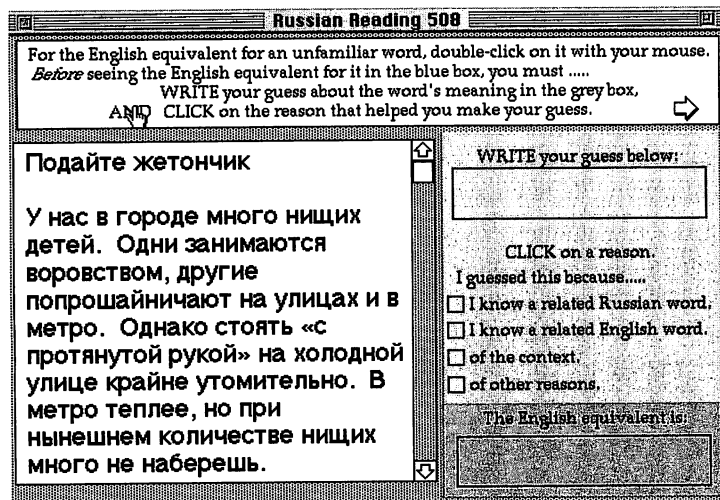 Russian Reading 508
For the English equivalent for an unfamiliar word, double-click on it with your mouse.
Before seeing the English equivalent for it in the blue box, you must .....
WRITE your guess about the word's meaning in the grey box,
AND CLICK on the reason that helped you make your guess.
Подайте жетончик
У нас в городе много нищих
детей. Одни занимаются
воровством, другие
попрошайничают на улицах и в
метро. Однако стоять «с
протянутой рукой» на холодной
улице крайне утомительно. В
метро теплее, но при
нынешнем количестве нищих
много не наберешь.
WRITE your guess below:
CLICK on a reason.
I guessed this because.....
I know a related Russian word.
I know a related English word.
of the context.
of other reasons.
The English equivalent is: